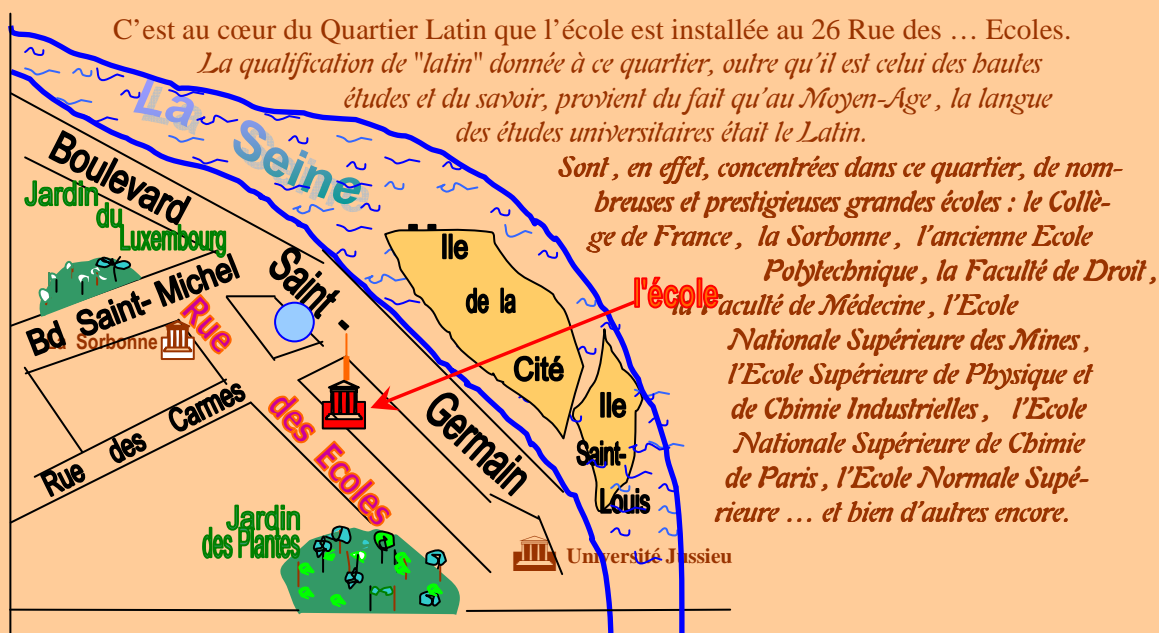 C'est au cœur du Quartier Latin que l'école est installée au 26 Rue des … Ecoles.
La qualification de "latin" donnée à ce quartier, outre qu'il est celui des hautes
études et du savoir, provient du fait qu'au Moyen-Age , la langue
des études universitaires était le Latin.
Sont , en effet, concentrées dans ce quartier, de nom-
breuses et prestigieuses grandes écoles : le Collè-
ge de France , la Sorbonne , l'ancienne Ecole
Polytechnique , la Faculté de Droit ,
la Faculté de Médecine , l'Ecole
Nationale Supérieure des Mines ,
l'Ecole Supérieure de Physique et
de Chimie Industrielles , l'Ecole
Nationale Supérieure de Chimie
de Paris , l'Ecole Normale Supé-
rieure … et bien d'autres encore.
La Seine
Boulevard Saint - Germain
Jardin
du
Luxembourg
Bd Saint- Michel
La Sorbonne
Rue des Ecoles
Rue des Carmes
Ile
de la
Cité
l'école
Ile
Saint-
Louis
Jardin
des Plantes
Université Jussieu